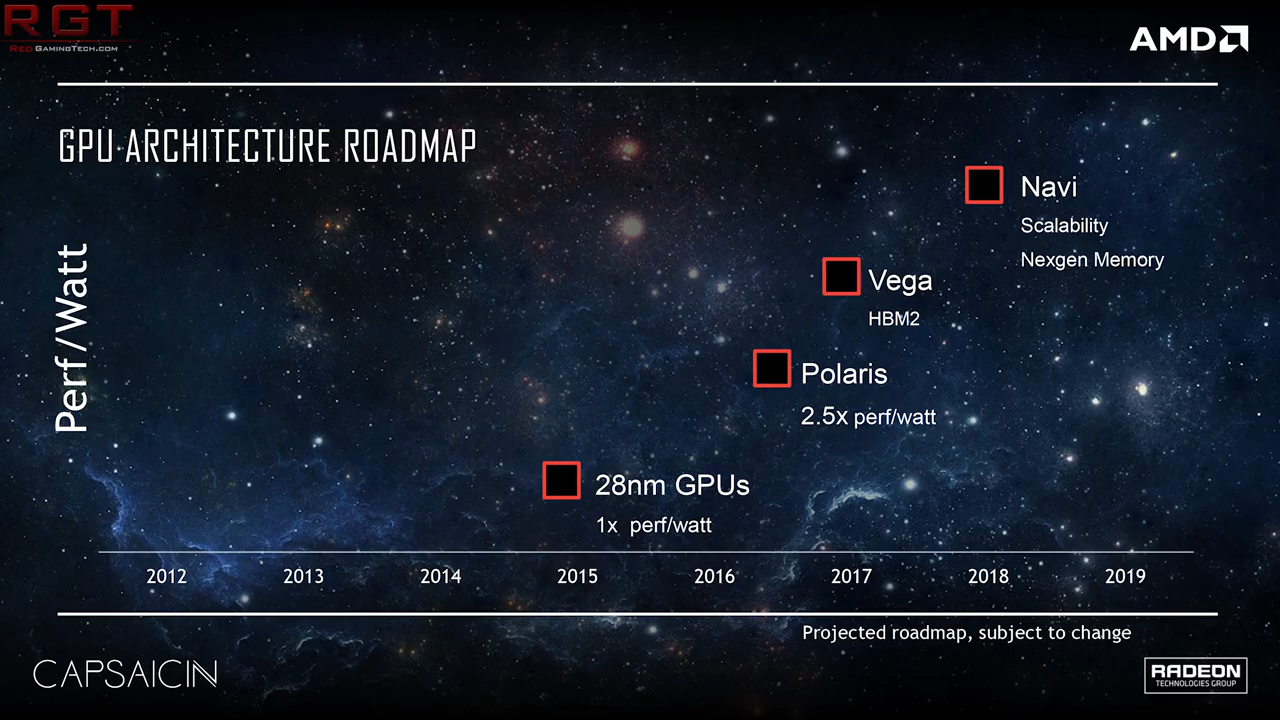 RGT
RedGamingTech.com
AMD
GPU ARCHITECTURE ROADMAP
Perf/Watt
Navi
Scalability
Nexgen Memory
Vega
HBM2
Polaris
2.5x perf/watt
28nm GPUs
1x perf/watt
2012 2013 2014 2015 2016 2017 2018 2019
Projected roadmap, subject to change
CAPSAICIN
RADEON
TECHNOLOGIES GROUP